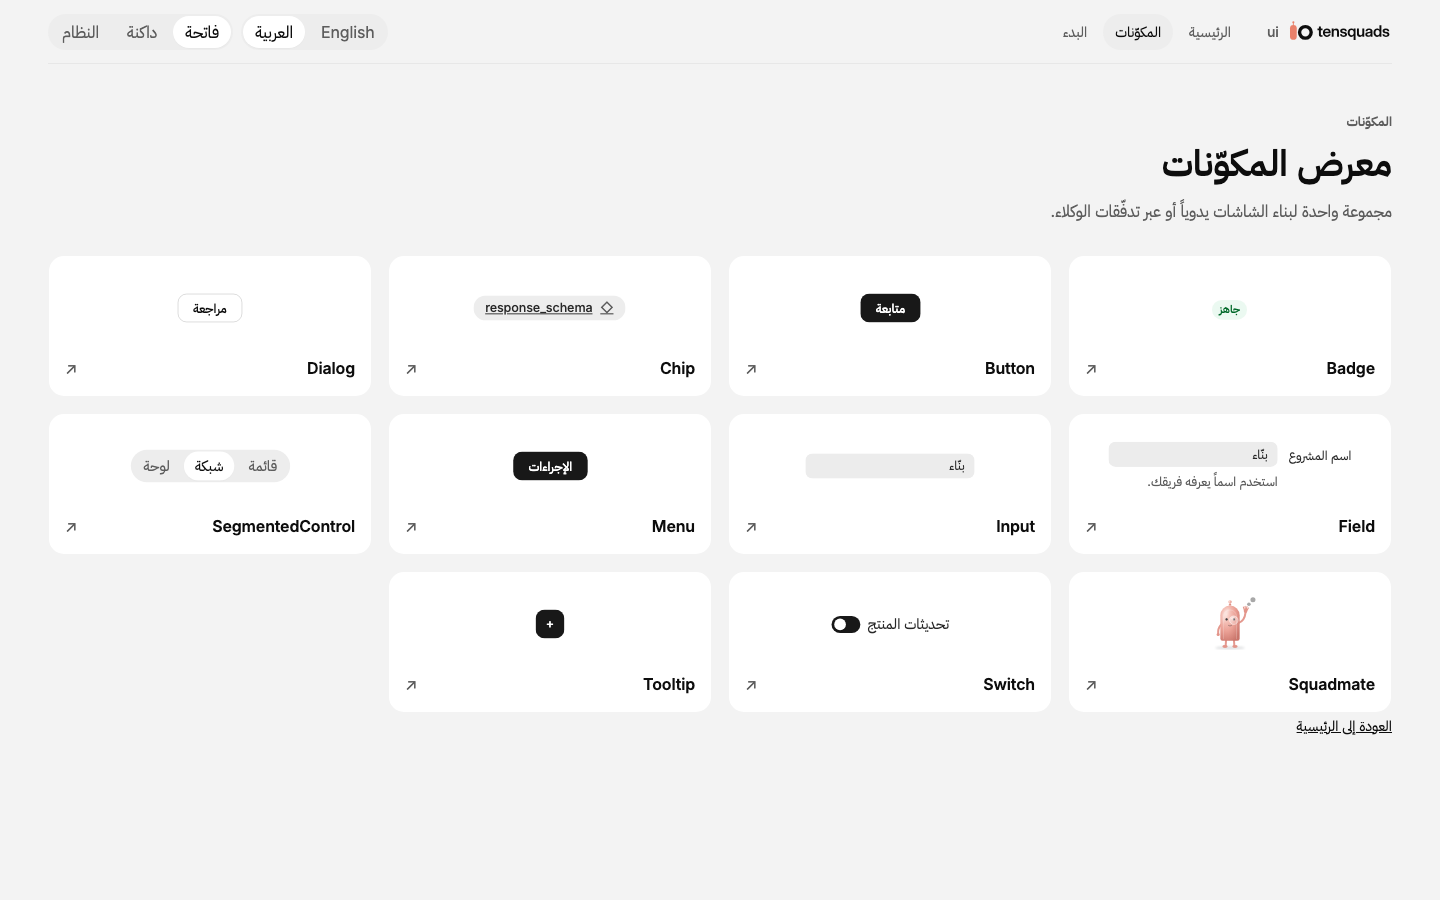 tensquads ui
الرئيسية
المكوّنات
البدء
English
العربية
فاتحة
داكنة
النظام
المكوّنات
معرض المكوّنات
مجموعة واحدة لبناء الشاشات يدوياً أو عبر تدفّقات الوكلاء.
جاهز
Badge
متابعة
Button
response_schema
Chip
مراجعة
Dialog
اسم المشروع
بنّاء
استخدم اسماً يعرفه فريقك.
Field
بنّاء
Input
الإجراءات
Menu
قائمة
شبكة
لوحة
SegmentedControl
Squadmate
تحديثات المنتج
Switch
+
Tooltip
العودة إلى الرئيسية